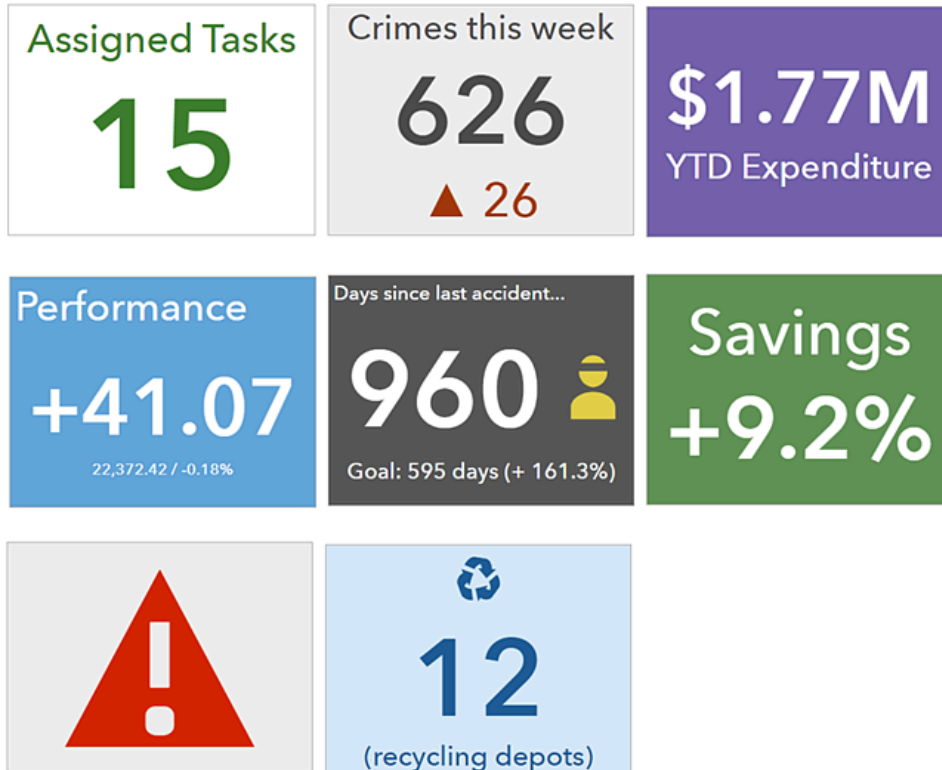 Assigned Tasks
15
Crimes this week
626
▲ 26
$1.77M
YTD Expenditure
Performance
+41.07
22,372.42 / -0.18%
Days since last accident...
960
Goal: 595 days (+ 161.3%)
Savings
+9.2%
!
12
(recycling depots)